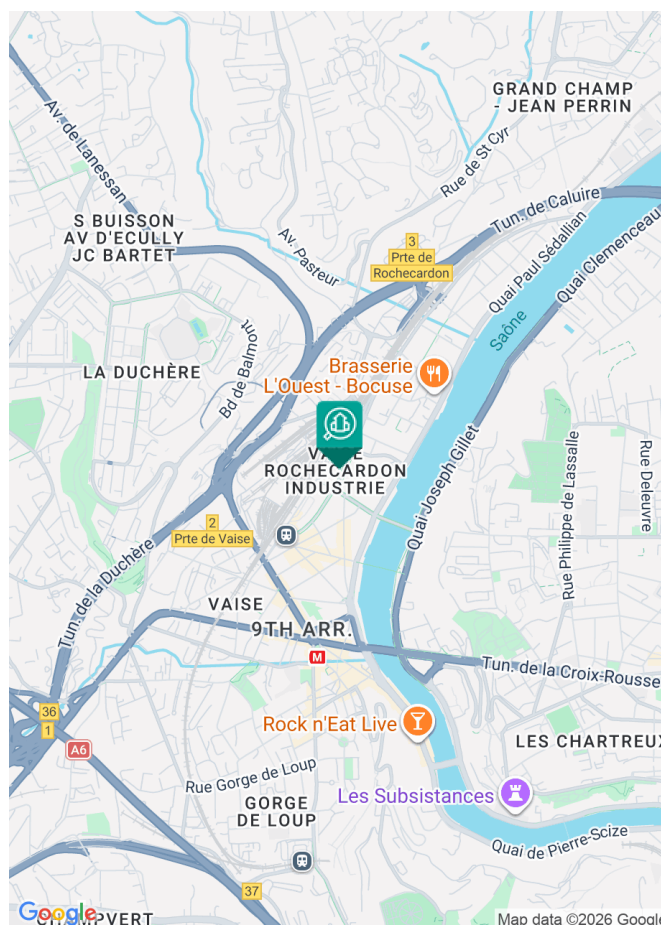 GRAND CHAMP
- JEAN PERRIN
Av. de Lanessan
Rue de St Cyr
Tun. de Caluire
S BUISSON
AV D'ECULLY
JC BARTET
Av. Pasteur
3
Prte de
Rochecardon
Quai Paul Sédallian
Quai Clemenceau
Saône
LA DUCHÈRE
Bd de Balmont
Brasserie
L'Ouest - Bocuse
ROCHECARDON
INDUSTRIE
Quai Joseph Gillet
Rue Philippe de Lassalle
Rue Deleuvre
2
Prte de Vaise
Tun. de la Duchère
VAISE
9TH ARR.
M
Tun. de la Croix-Rousse
36
1
A6
Rock n'Eat Live
LES CHARTREUX
Rue Gorge de Loup
Les Subsistances
GORGE
DE LOUP
Quai de Pierre-Scize
37
Google
CHAMPVERT
Map data ©2026 Google